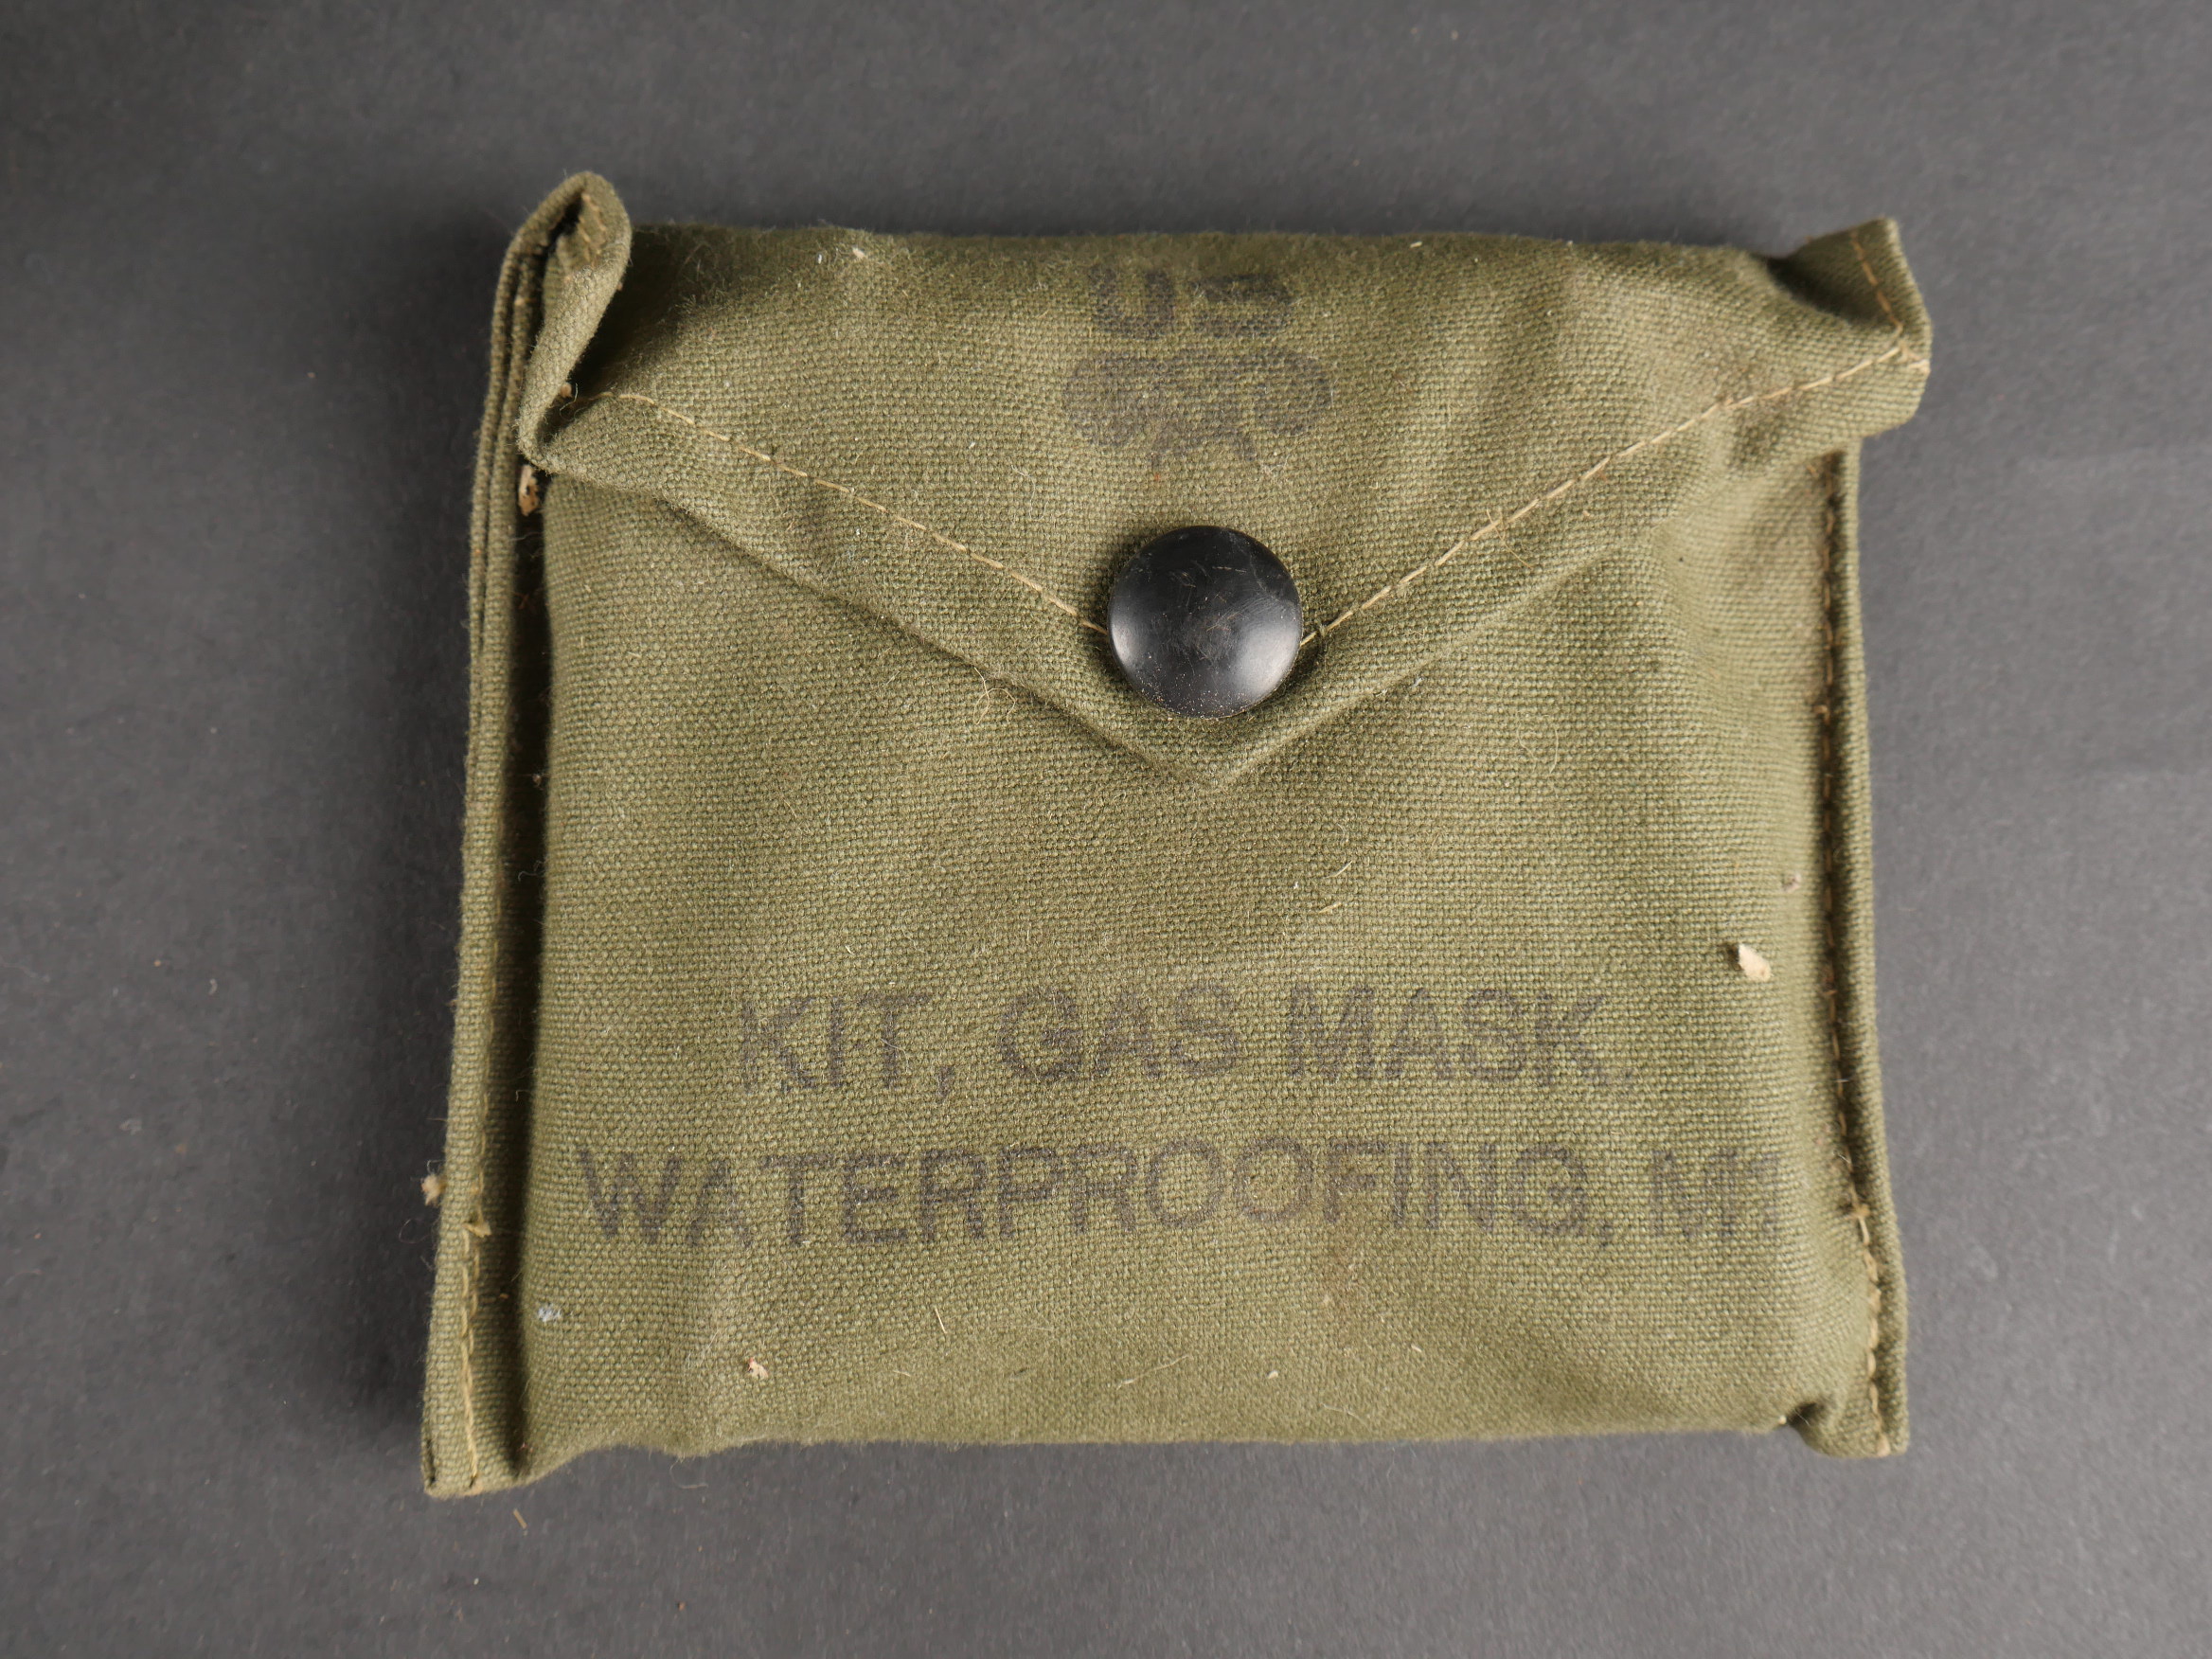 US
KIT, GAS MASK,
WATERPROOFING, M1